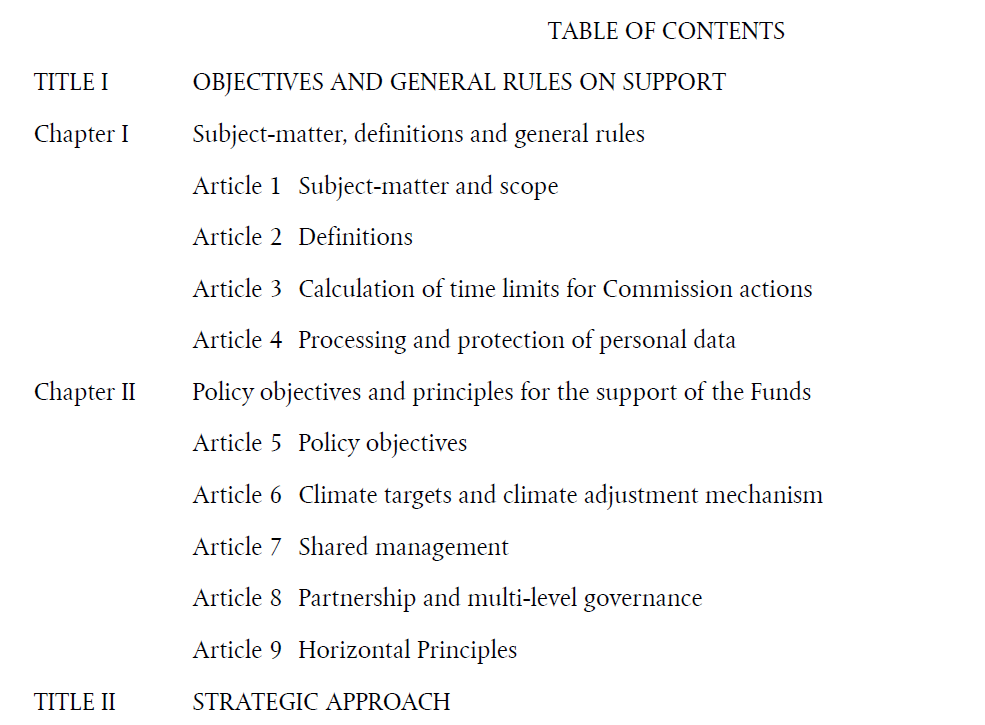 TABLE OF CONTENTS
TITLE I OBJECTIVES AND GENERAL RULES ON SUPPORT
Chapter I Subject-matter, definitions and general rules
Article 1 Subject-matter and scope
Article 2 Definitions
Article 3 Calculation of time limits for Commission actions
Article 4 Processing and protection of personal data
Chapter II Policy objectives and principles for the support of the Funds
Article 5 Policy objectives
Article 6 Climate targets and climate adjustment mechanism
Article 7 Shared management
Article 8 Partnership and multi-level governance
Article 9 Horizontal Principles
TITLE II STRATEGIC APPROACH